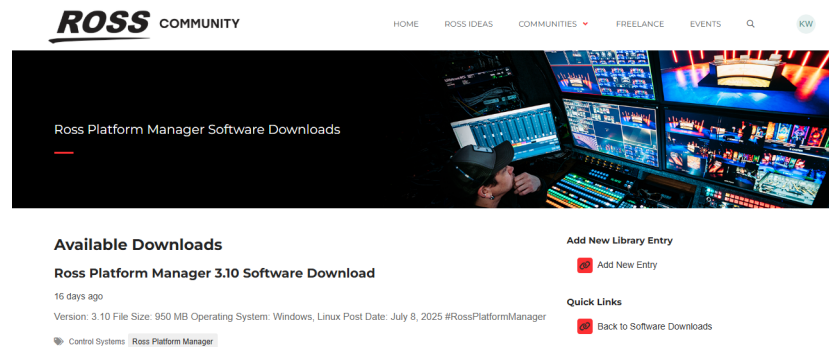 ROSS COMMUNITY
HOME ROSS IDEAS COMMUNITIES FREELANCE EVENTS KW
Ross Platform Manager Software Downloads
Available Downloads
Ross Platform Manager 3.10 Software Download
16 days ago
Version: 3.10 File Size: 950 MB Operating System: Windows, Linux Post Date: July 8, 2025 #RossPlatformManager
Control Systems Ross Platform Manager
Add New Library Entry
Add New Entry
Quick Links
Back to Software Downloads